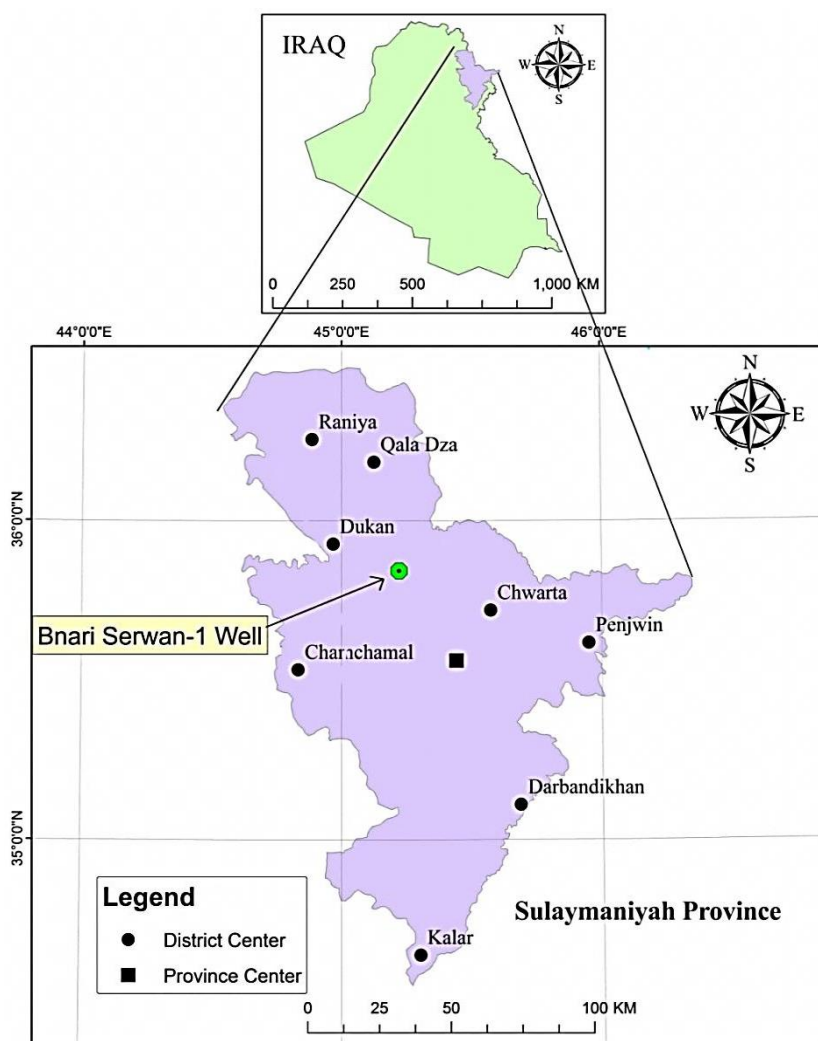 IRAQ
N
W E
S
0 250 500 1,000 KM
44°0'0"E 45°0'0"E 46°0'0"E
N
W E
S
Raniya
Qala Dza
36°0'0"N
Dukan
Chwarta
Bnari Serwan-1 Well
Penjwin
Chamchamal
Darbandikhan
35°0'0"N
Legend
District Center
Province Center
Sulaymaniyah Province
Kalar
0 25 50 100 KM